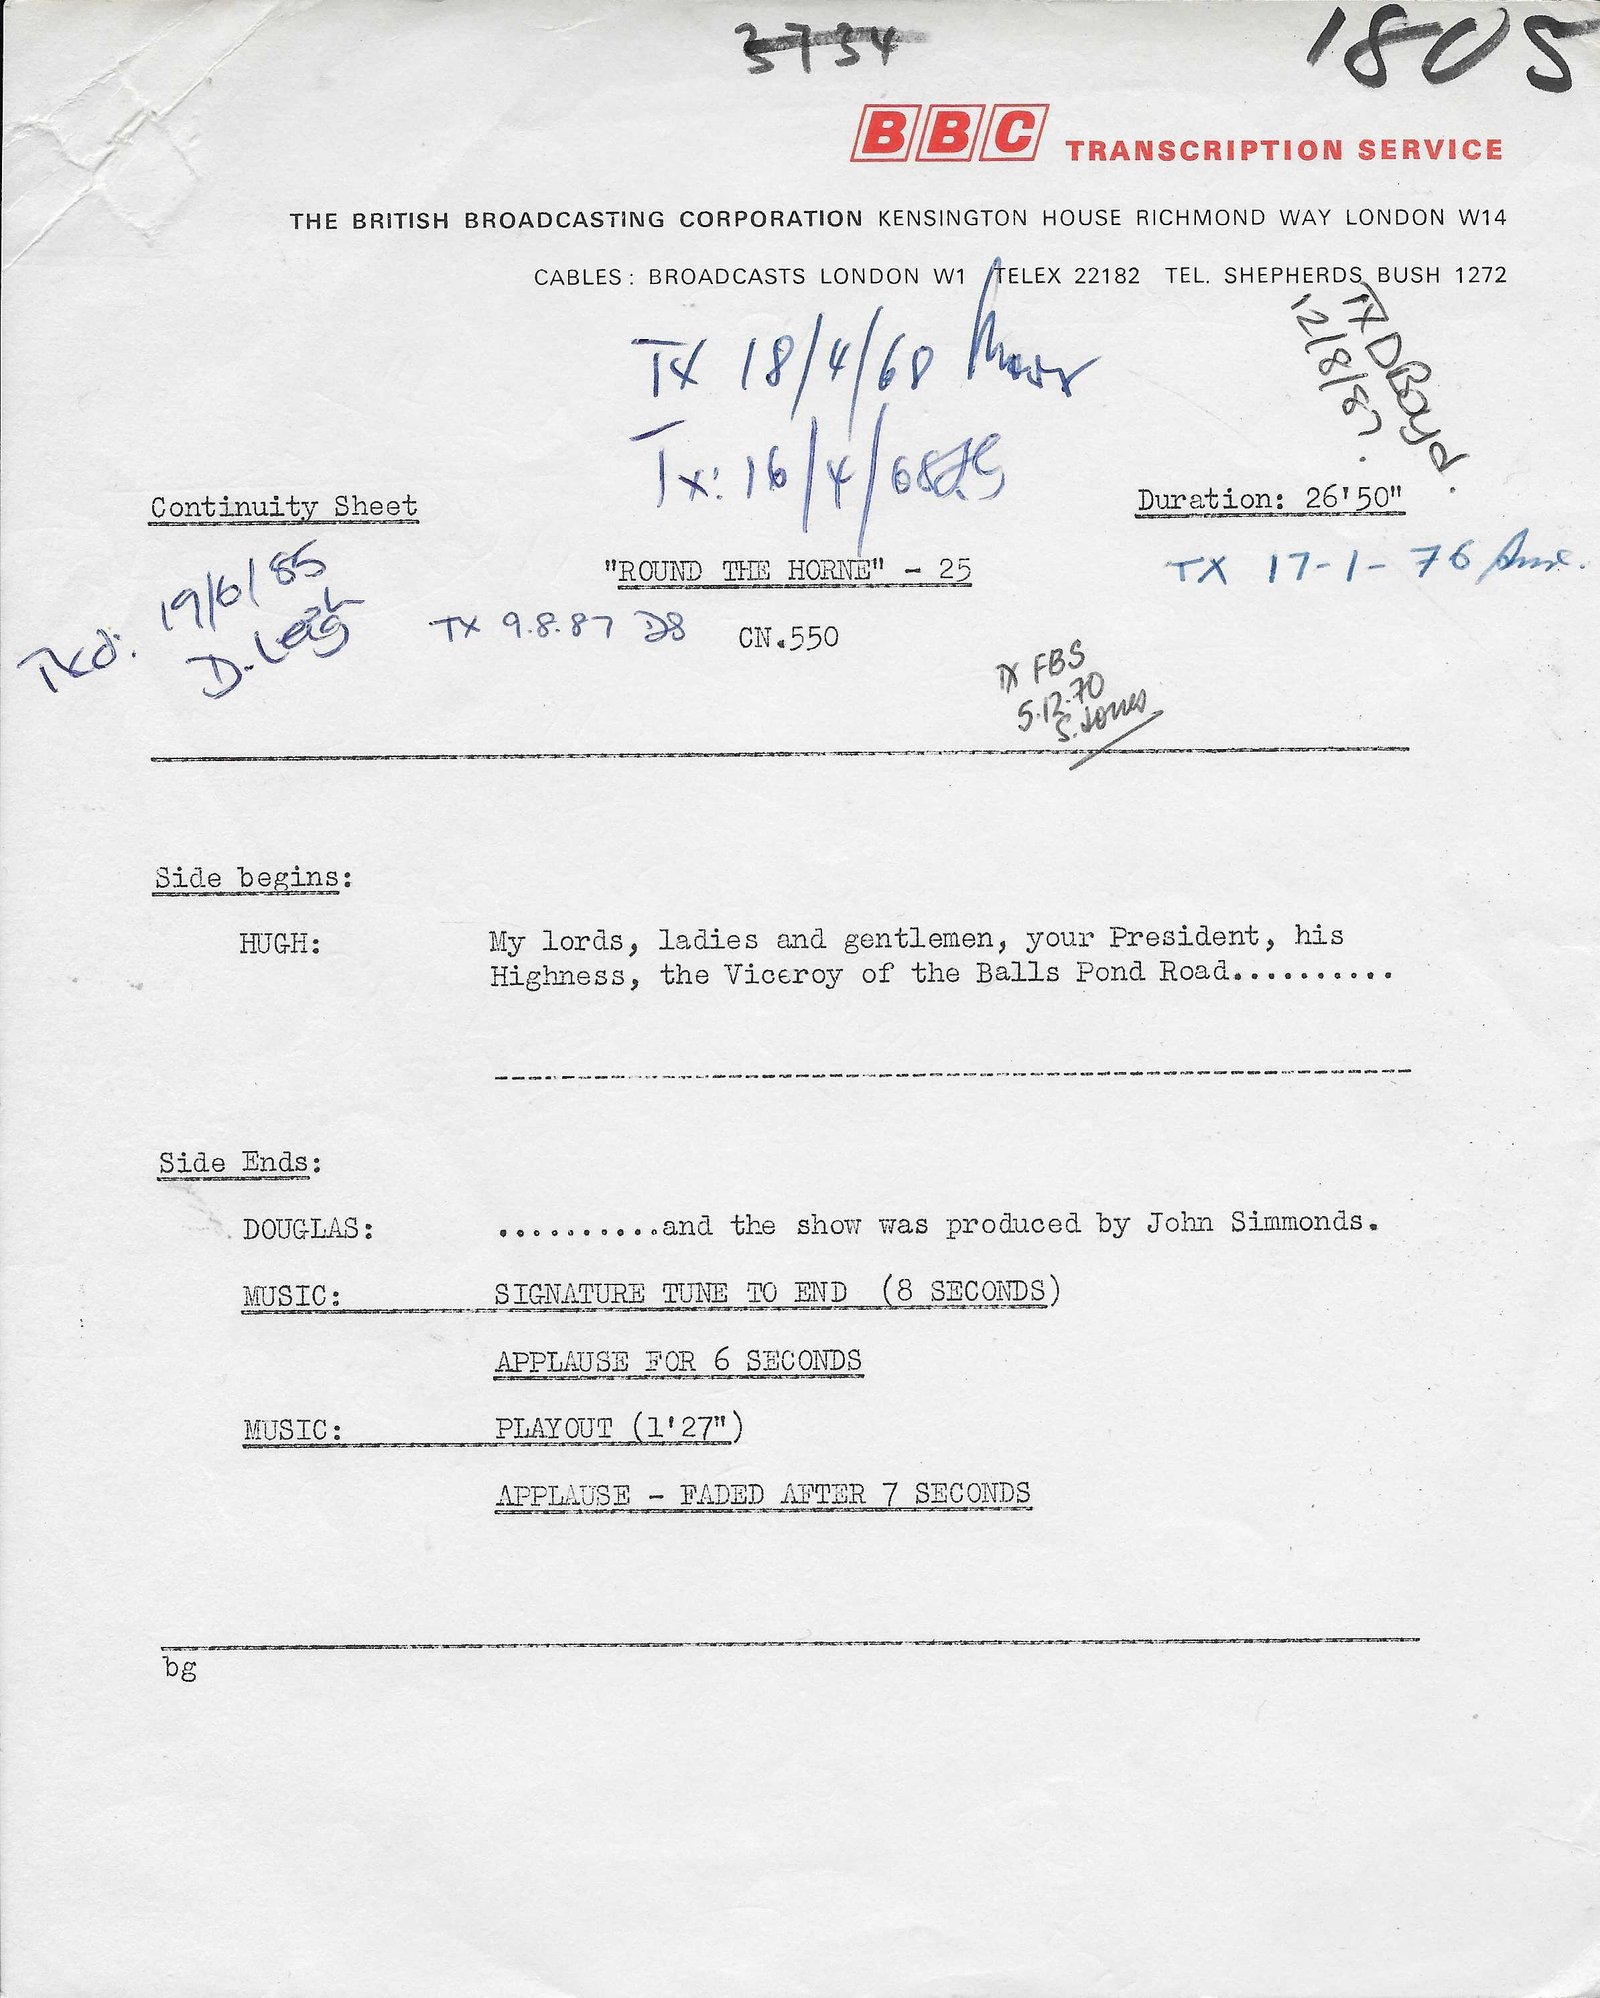 3734
1805
BBC TRANSCRIPTION SERVICE
THE BRITISH BROADCASTING CORPORATION KENSINGTON HOUSE RICHMOND WAY LONDON W14
CABLES: BROADCASTS LONDON W1 TELEX 22182 TEL. SHEPHERDS BUSH 1272
TX 18/4/68
TX DBoyd.
12/8/87.
Tx: 16/4/68
Continuity Sheet
Duration: 26'50"
"ROUND THE HORNE" - 25
TX 17-1-76
Txd: 19/6/85
D. Leigh
TX 9.8.87 DS
CN.550
TX FBS
5.12.70
S. Jones
Side begins:
HUGH: My lords, ladies and gentlemen, your President, his
Highness, the Viceroy of the Balls Pond Road..........
Side Ends:
DOUGLAS: ..........and the show was produced by John Simmonds.
MUSIC: SIGNATURE TUNE TO END (8 SECONDS)
APPLAUSE FOR 6 SECONDS
MUSIC: PLAYOUT (1'27")
APPLAUSE - FADED AFTER 7 SECONDS
bg